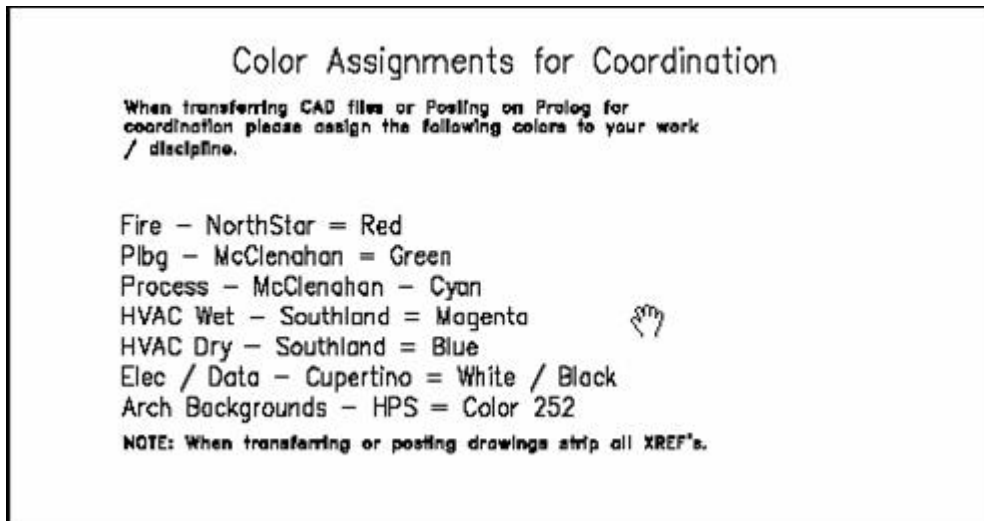 Color Assignments for Coordination
When transferring CAD files or Posting on Prolog for
coordination please assign the following colors to your work
/ discipline.
Fire - NorthStar = Red
Plbg - McClenahan = Green
Process - McClenahan - Cyan
HVAC Wet - Southland = Magenta
HVAC Dry - Southland = Blue
Elec / Data - Cupertino = White / Black
Arch Backgrounds - HPS = Color 252
NOTE: When transferring or posting drawings strip all XREF's.